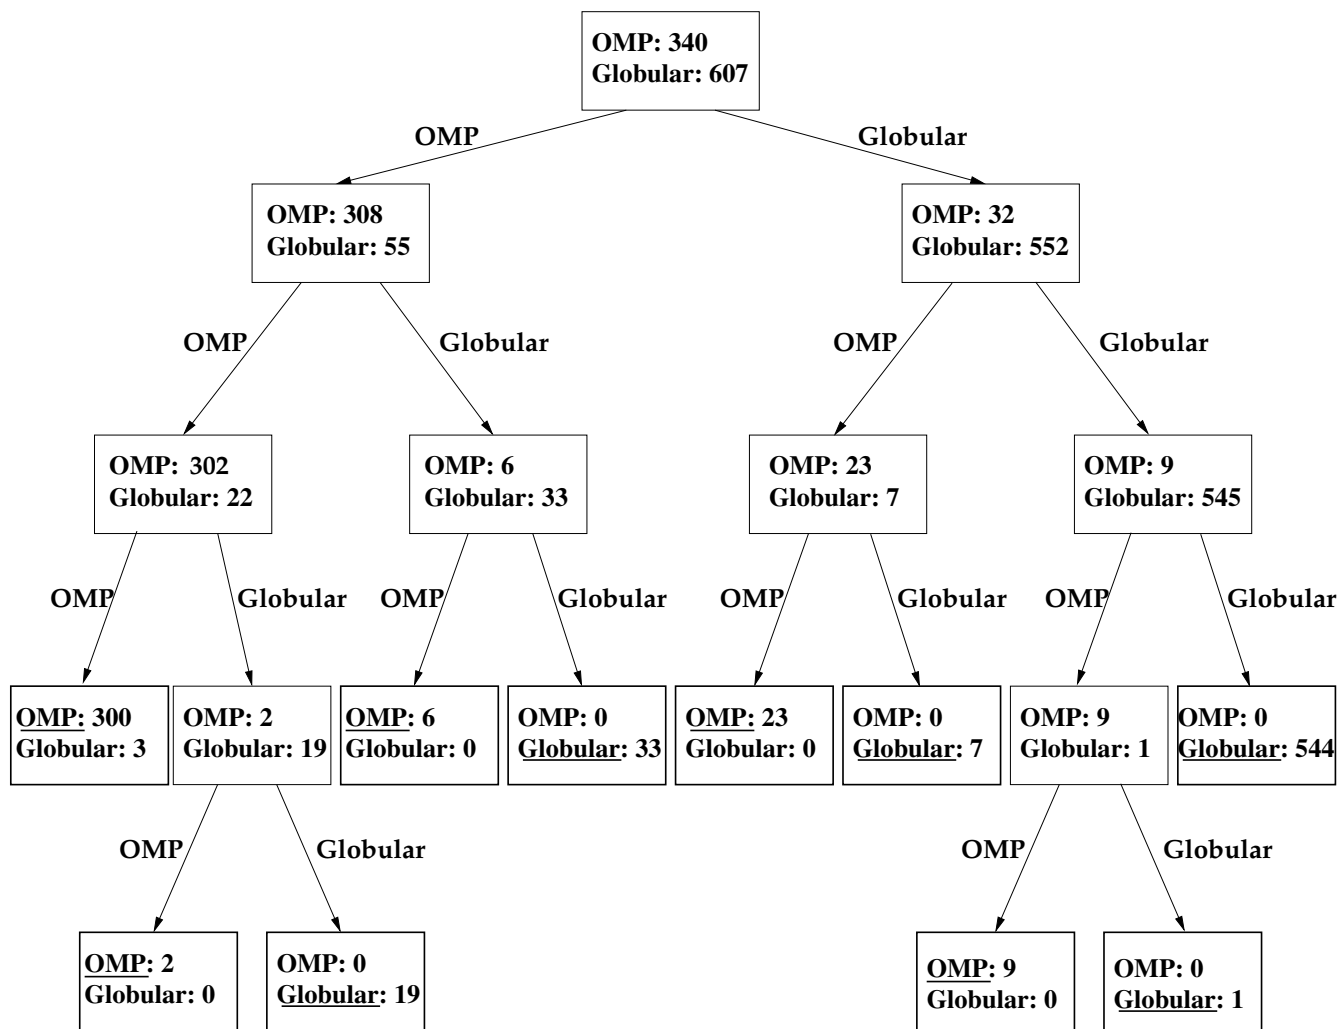 OMP: 340
Globular: 607
OMP
Globular
OMP: 308
Globular: 55
OMP: 32
Globular: 552
OMP
Globular
OMP
Globular
OMP: 302
Globular: 22
OMP: 6
Globular: 33
OMP: 23
Globular: 7
OMP: 9
Globular: 545
OMP
Globular
OMP
Globular
OMP
Globular
OMP
Globular
OMP: 300
Globular: 3
OMP: 2
Globular: 19
OMP: 6
Globular: 0
OMP: 0
Globular: 33
OMP: 23
Globular: 0
OMP: 0
Globular: 7
OMP: 9
Globular: 1
OMP: 0
Globular: 544
OMP
Globular
OMP
Globular
OMP: 2
Globular: 0
OMP: 0
Globular: 19
OMP: 9
Globular: 0
OMP: 0
Globular: 1